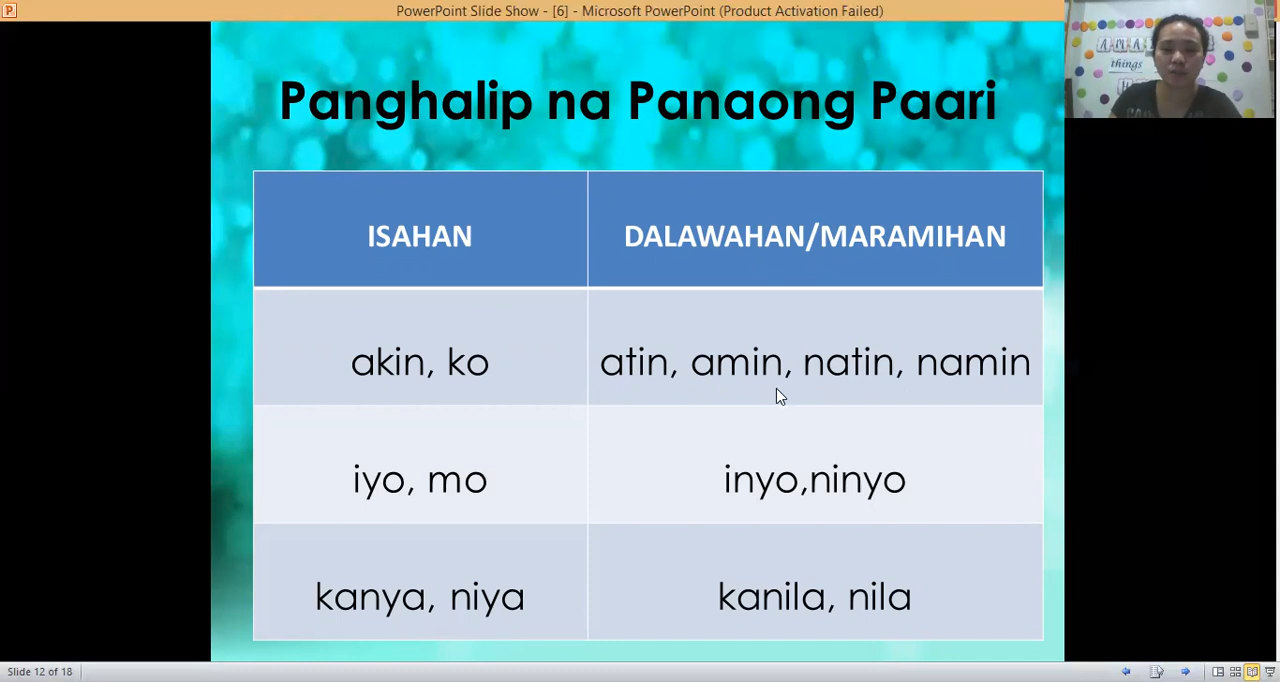 PowerPoint Slide Show - [6] - Microsoft PowerPoint (Product Activation Failed)
things
Panghalip na Panaong Paari
ISAHAN
DALAWAHAN/MARAMIHAN
akin, ko
atin, amin, natin, namin
iyo, mo
inyo,ninyo
kanya, niya
kanila, nila
Slide 12 of 18